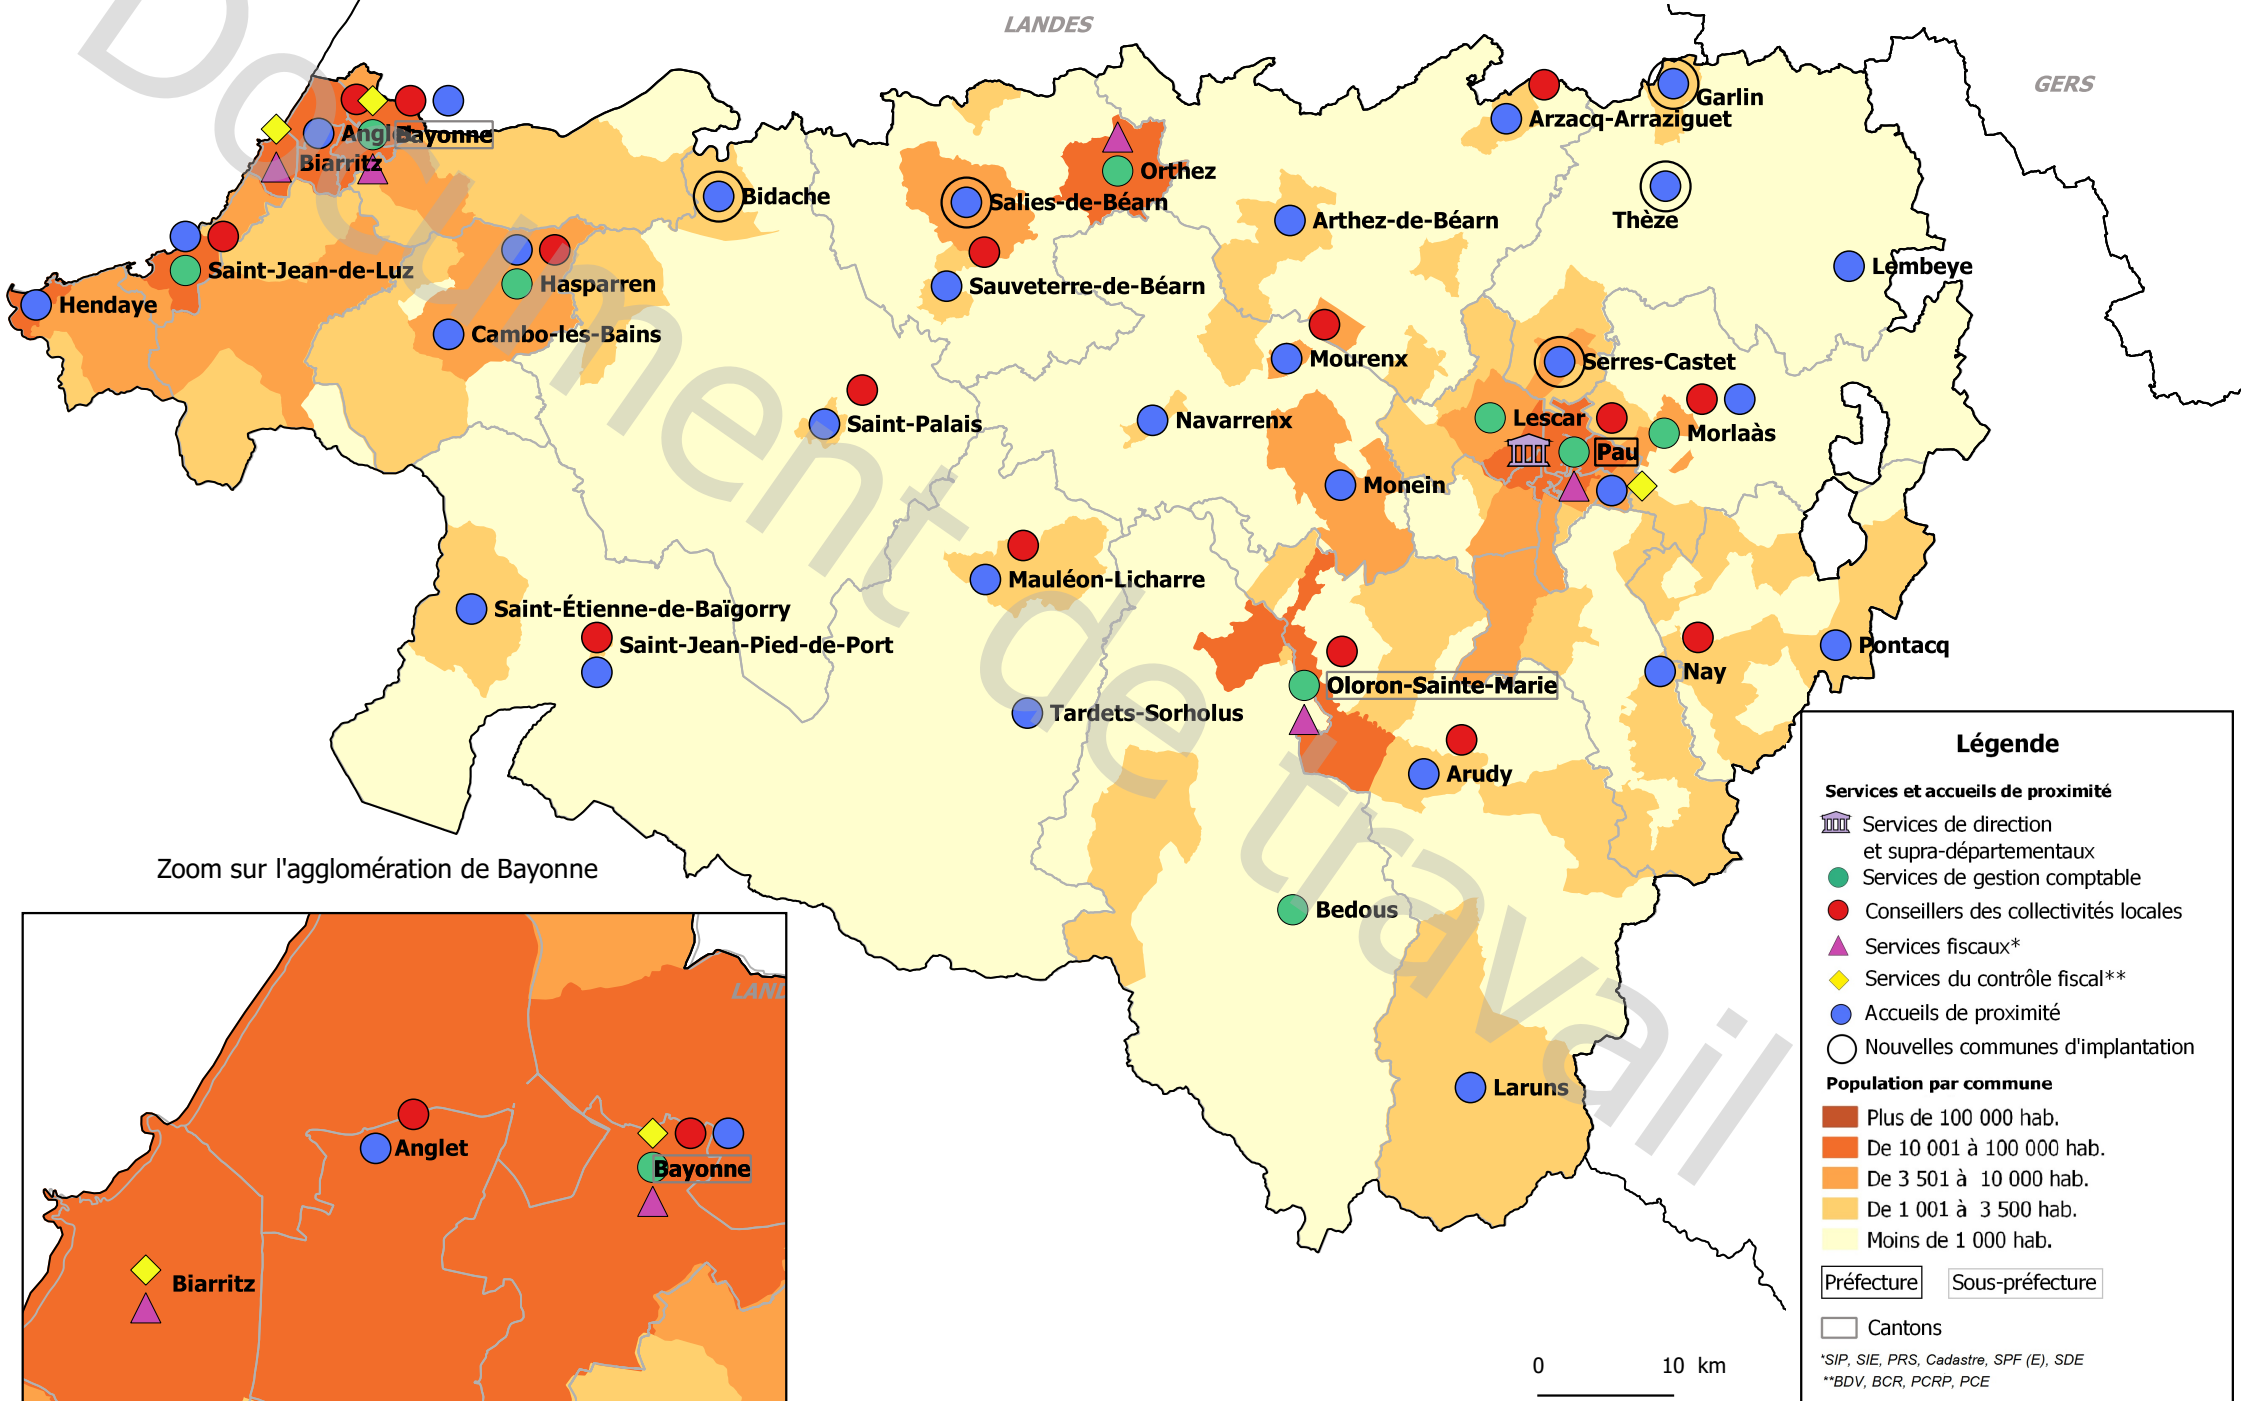 LANDES
GERS
Garlin
Arzacq-Arraziguet
Anglet
Bayonne
Biarritz
Orthez
Bidache
Salies-de-Béarn
Arthez-de-Béarn
Thèze
Saint-Jean-de-Luz
Hasparren
Sauveterre-de-Béarn
Lembeye
Hendaye
Cambo-les-Bains
Mourenx
Serres-Castet
Saint-Palais
Navarrenx
Lescar
Morlaàs
Pau
Monein
Mauléon-Licharre
Saint-Étienne-de-Baïgorry
Saint-Jean-Pied-de-Port
Pontacq
Nay
Oloron-Sainte-Marie
Tardets-Sorholus
Arudy
Bedous
Laruns
Document de travail
Zoom sur l'agglomération de Bayonne
LAND
Anglet
Bayonne
Biarritz
0 10 km
Légende
Services et accueils de proximité
Services de direction
et supra-départementaux
Services de gestion comptable
Conseillers des collectivités locales
Services fiscaux*
Services du contrôle fiscal**
Accueils de proximité
Nouvelles communes d'implantation
Population par commune
Plus de 100 000 hab.
De 10 001 à 100 000 hab.
De 3 501 à 10 000 hab.
De 1 001 à 3 500 hab.
Moins de 1 000 hab.
Préfecture Sous-préfecture
Cantons
*SIP, SIE, PRS, Cadastre, SPF (E), SDE
**BDV, BCR, PCRP, PCE